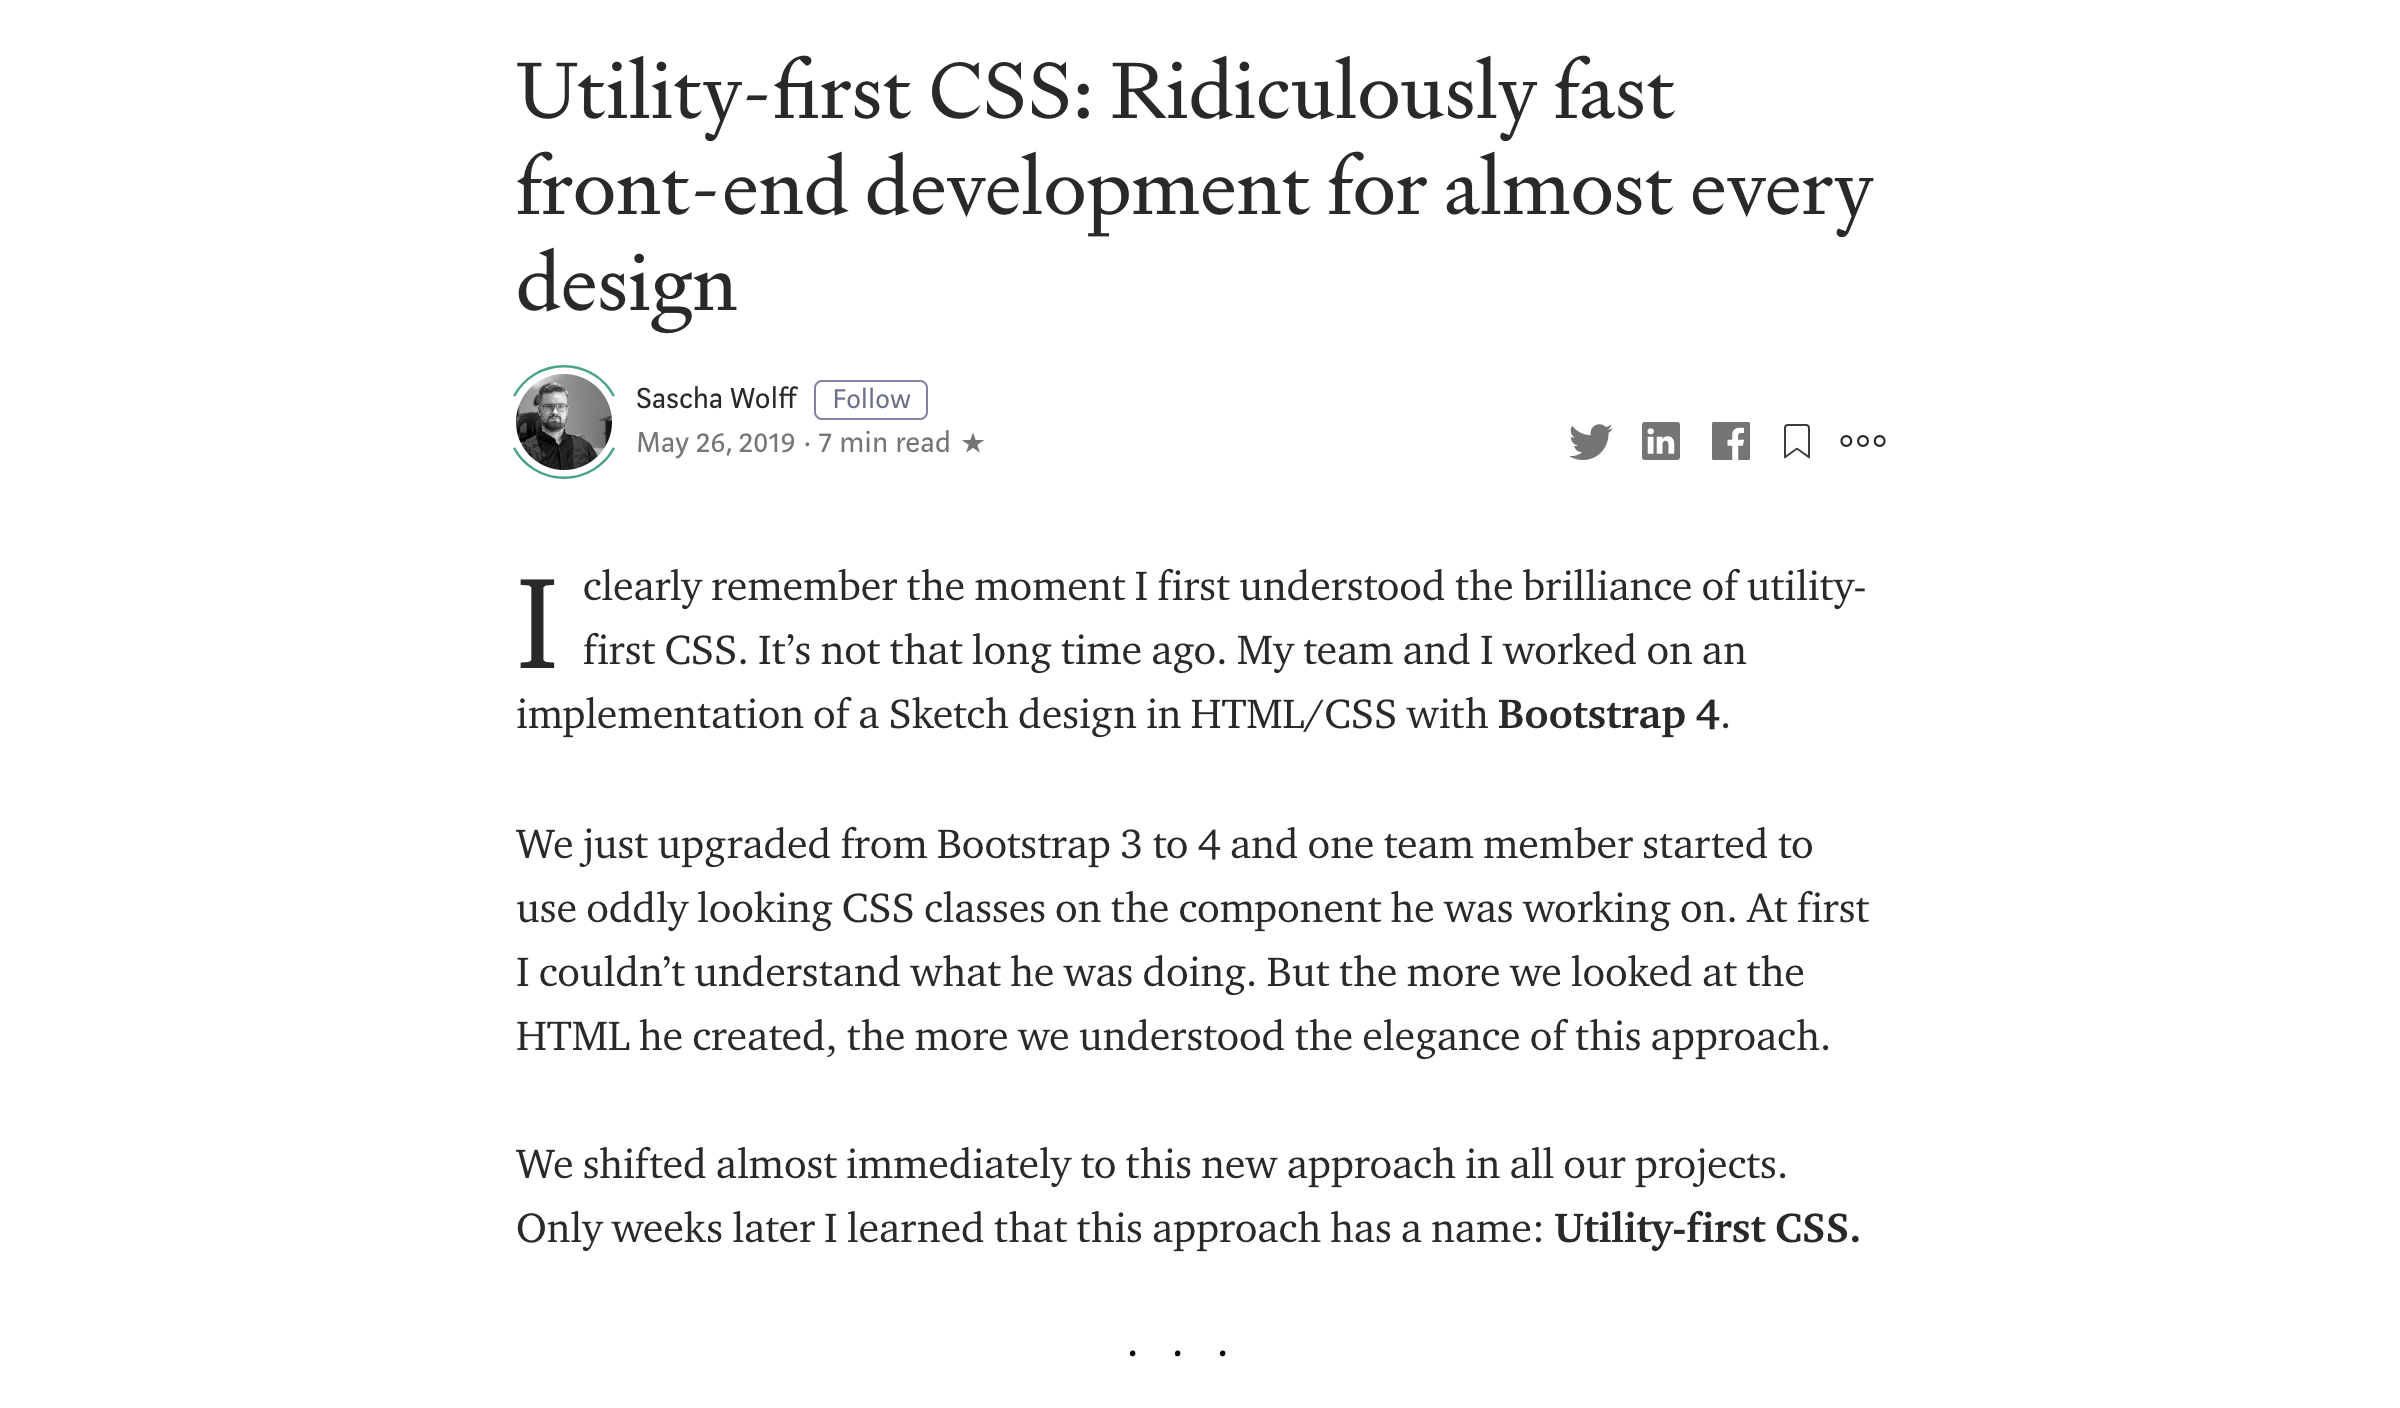 Utility-first CSS: Ridiculously fast
front-end development for almost every
design
Sascha Wolff Follow
May 26, 2019 · 7 min read ★
in
f
I clearly remember the moment I first understood the brilliance of utility-
first CSS. It’s not that long time ago. My team and I worked on an
implementation of a Sketch design in HTML/CSS with Bootstrap 4.
We just upgraded from Bootstrap 3 to 4 and one team member started to
use oddly looking CSS classes on the component he was working on. At first
I couldn’t understand what he was doing. But the more we looked at the
HTML he created, the more we understood the elegance of this approach.
We shifted almost immediately to this new approach in all our projects.
Only weeks later I learned that this approach has a name: Utility-first CSS.
. . .